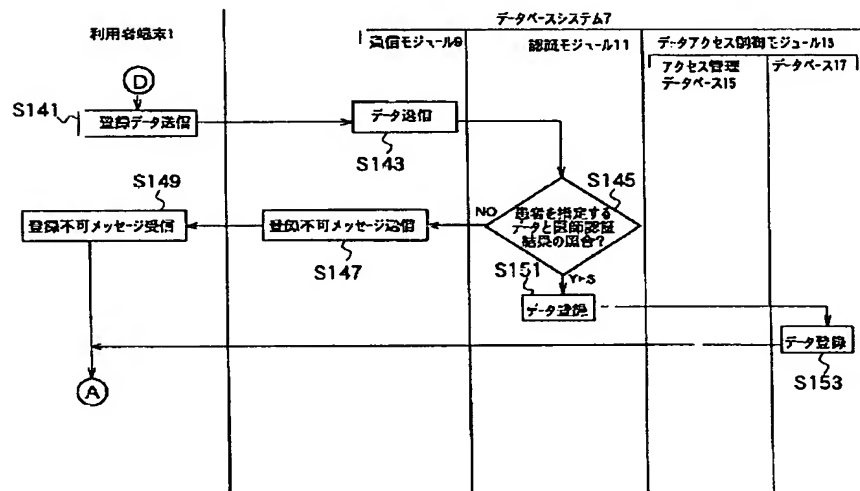 データベースシステム7
利用者端末1
通信モジュール9
認証モジュール11
データアクセス制御モジュール13
アクセス管理
データベース15
データベース17
D
S141
登録データ送信
データ送信
S143
S149
S145
登録不可メッセージ受信
登録不可メッセージ送信
NO
患者を指定する
データと医師認証
結果の照合?
S147
S151
YES
データ登録
データ登録
S153
A